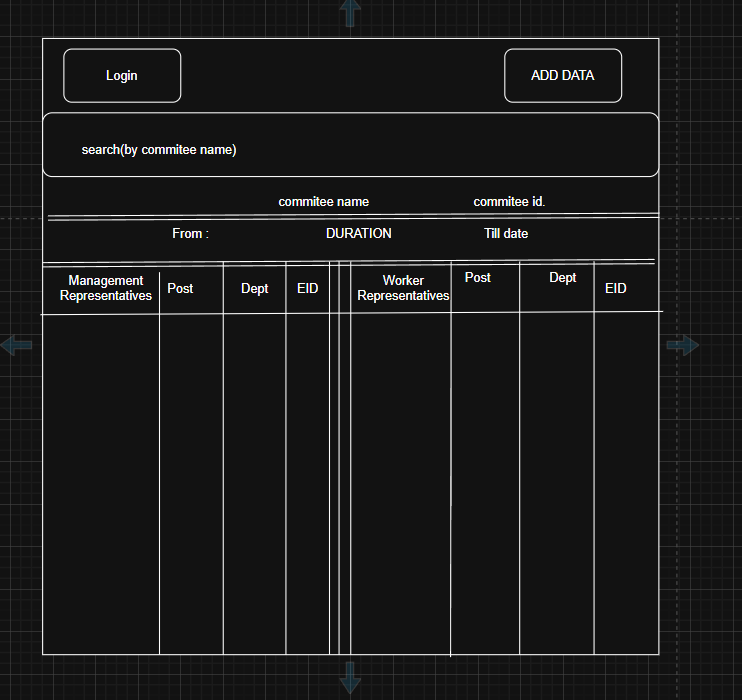 Login
ADD DATA
search(by commitee name)
commitee name
commitee id.
From :
DURATION
Till date
Management
Representatives
Post
Dept
EID
Worker
Representatives
Post
Dept
EID